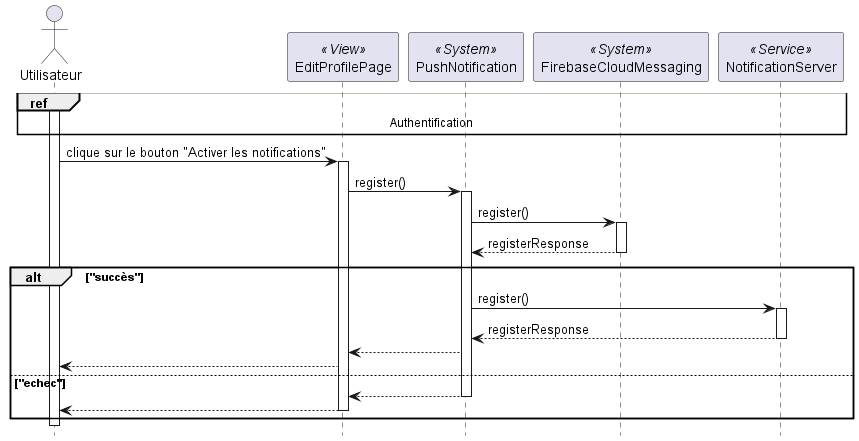 Utilisateur
«View»
EditProfilePage
«System»
PushNotification
«System»
FirebaseCloudMessaging
«Service»
NotificationServer
ref
Authentification
clique sur le bouton "Activer les notifications"
register()
register()
registerResponse
alt
["succès"]
register()
registerResponse
["echec"]